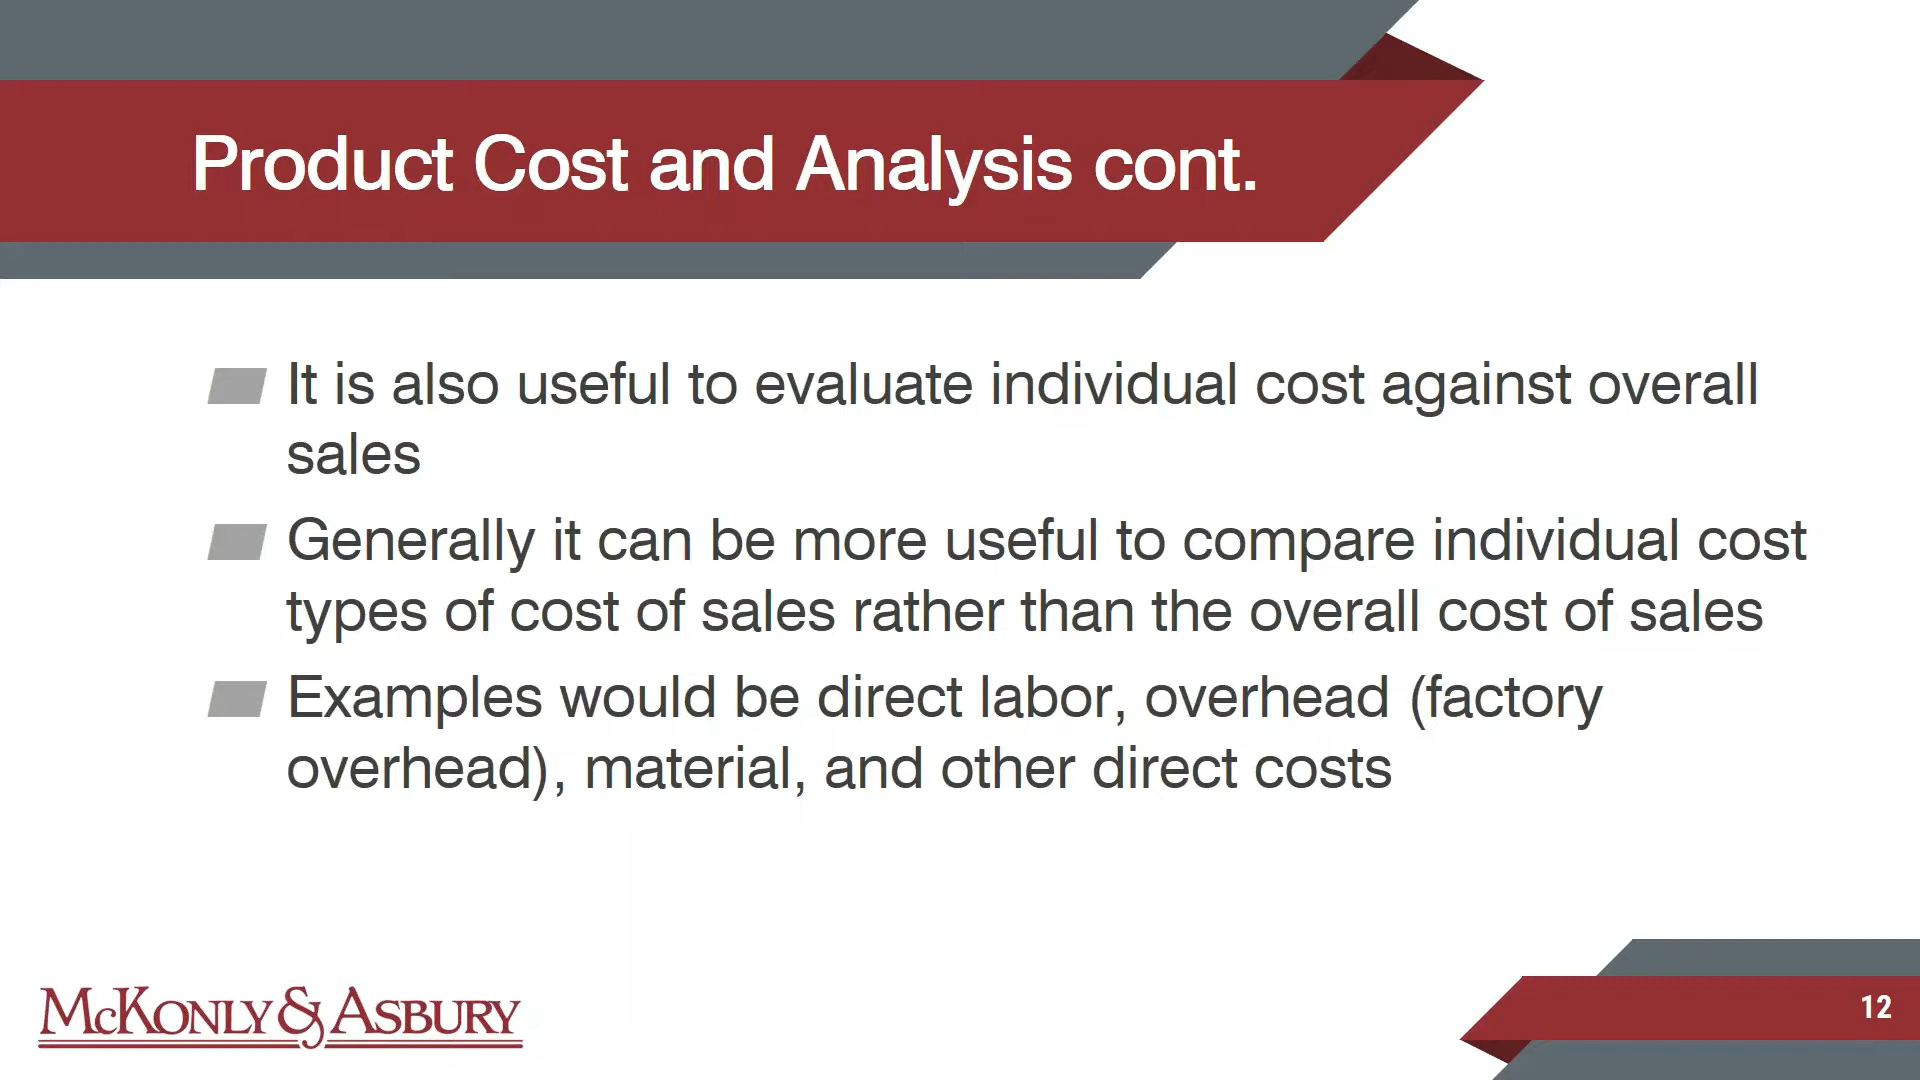 Product Cost and Analysis cont.
It is also useful to evaluate individual cost against overall
sales
Generally it can be more useful to compare individual cost
types of cost of sales rather than the overall cost of sales
Examples would be direct labor, overhead (factory
overhead), material, and other direct costs
McKonly & Asbury
12